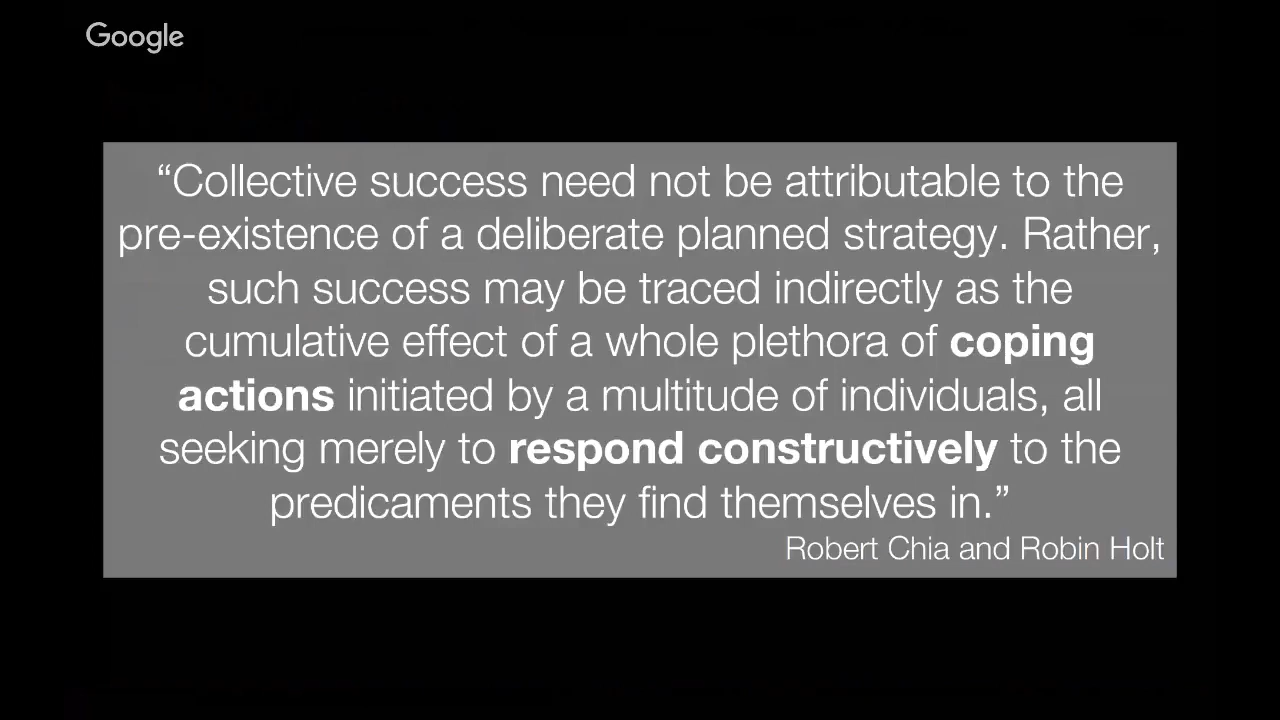 Google
“Collective success need not be attributable to the
pre-existence of a deliberate planned strategy. Rather,
such success may be traced indirectly as the
cumulative effect of a whole plethora of coping
actions initiated by a multitude of individuals, all
seeking merely to respond constructively to the
predicaments they find themselves in.”
Robert Chia and Robin Holt